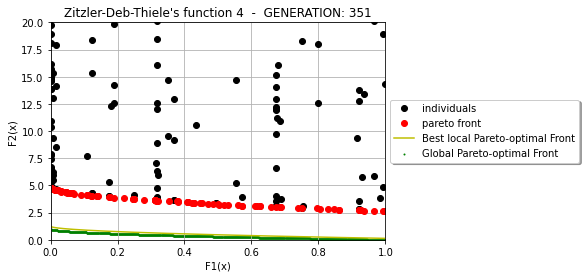 Zitzler-Deb-Thiele's function 4 - GENERATION: 351
20.0
17.5
15.0
12.5
10.0
7.5
5.0
2.5
0.0
F2(x)
0.0
0.2
0.4
0.6
0.8
1.0
F1(x)
individuals
pareto front
Best local Pareto-optimal Front
Global Pareto-optimal Front